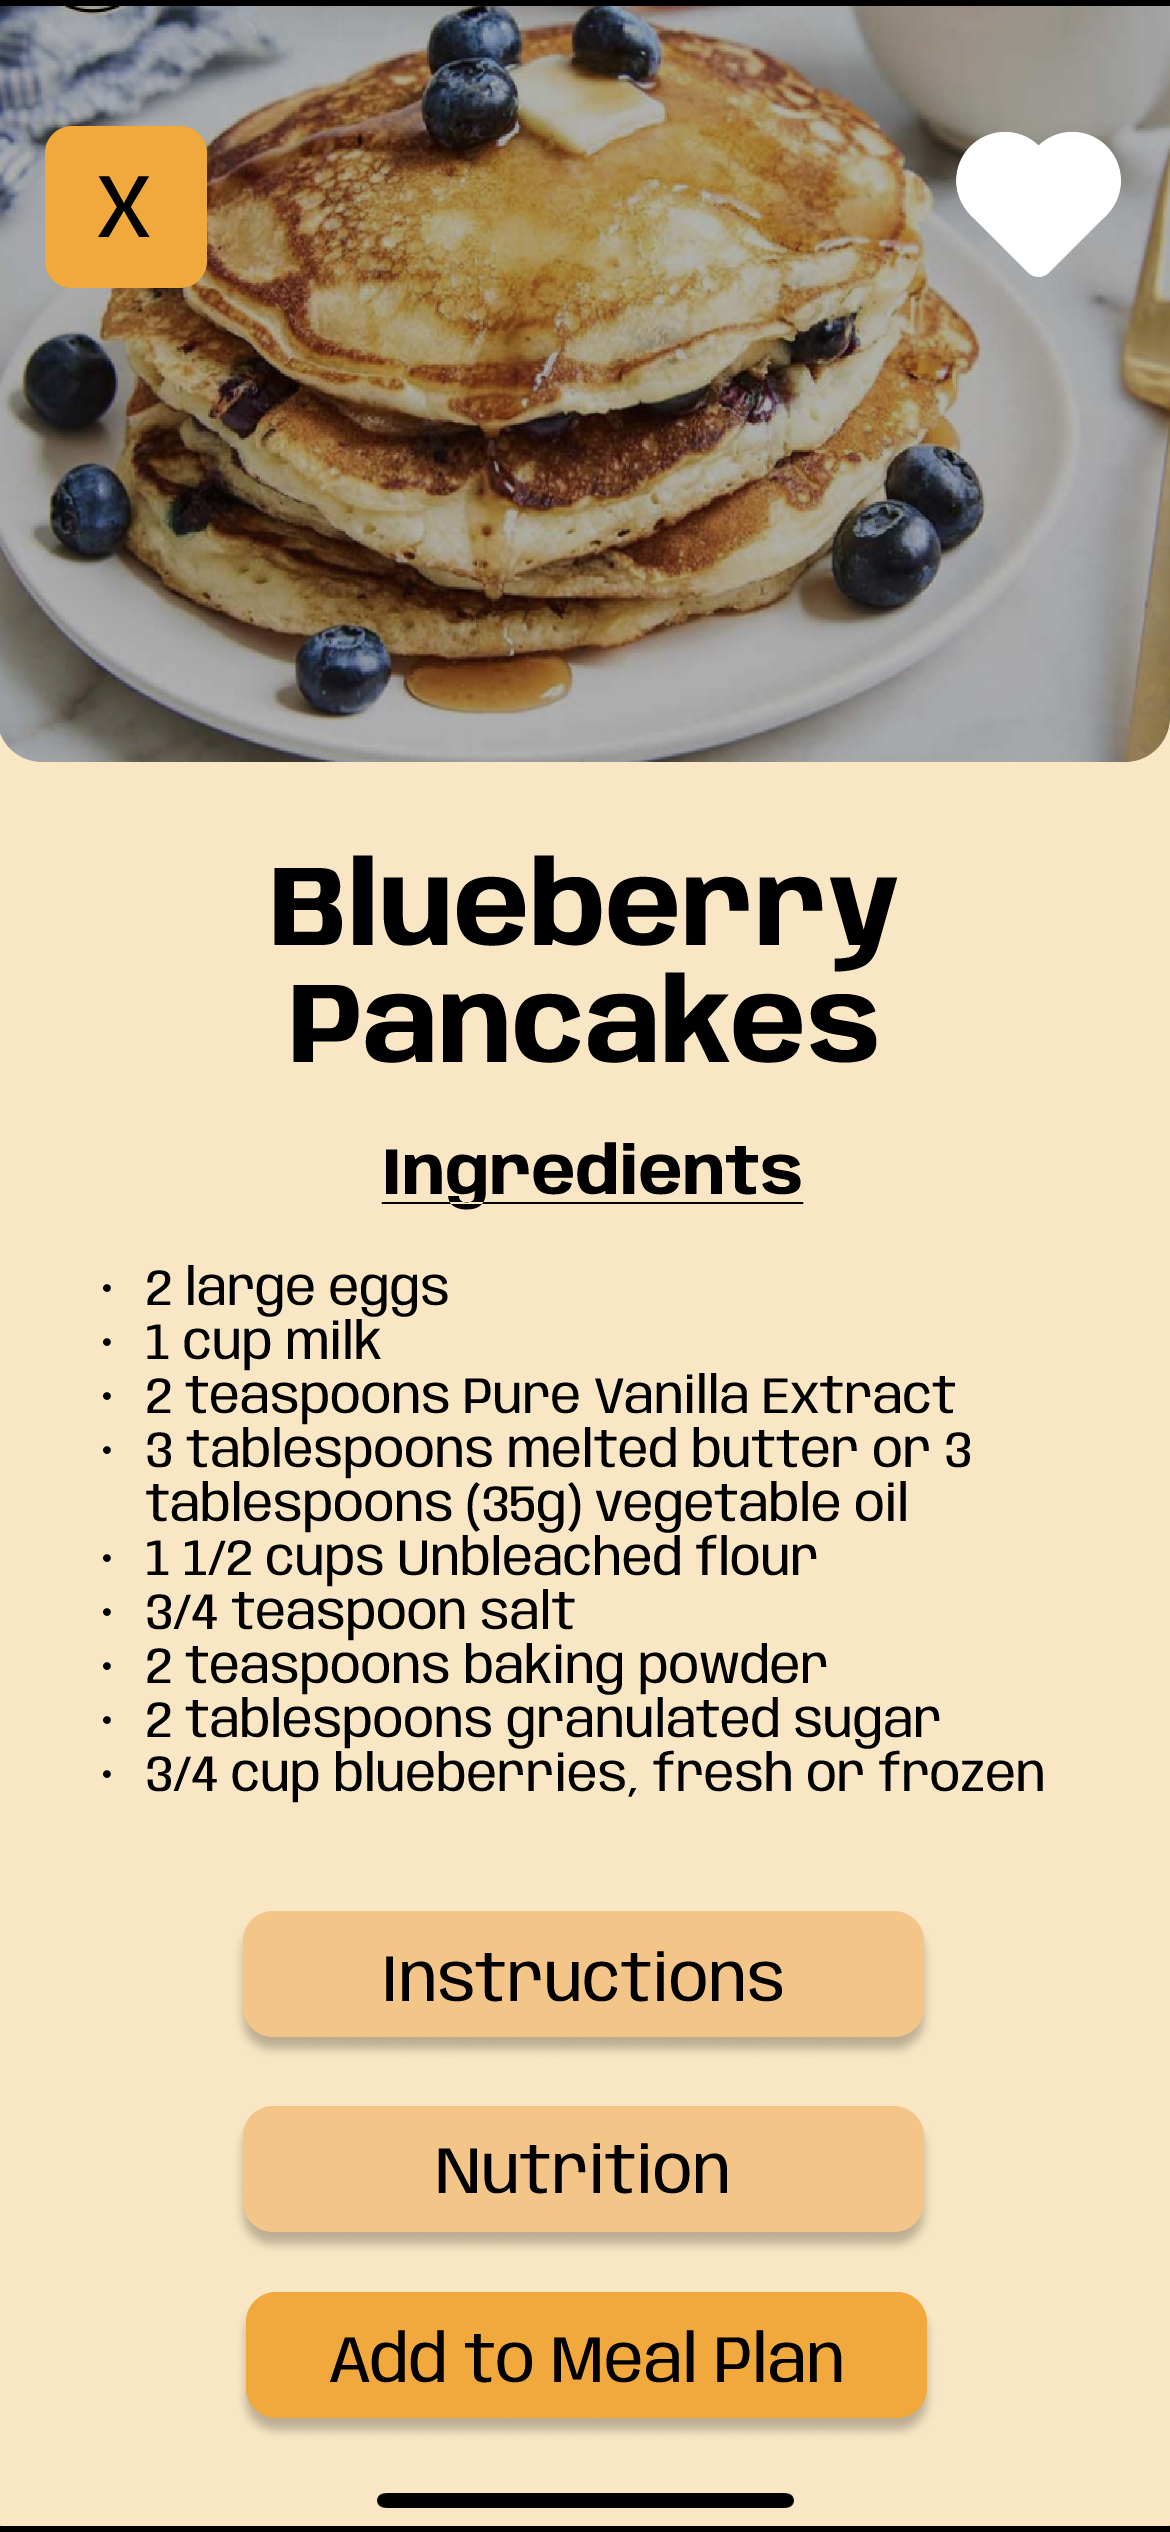 X
Blueberry
Pancakes
Ingredients
· 2 large eggs
· 1 cup milk
· 2 teaspoons Pure Vanilla Extract
· 3 tablespoons melted butter or 3
tablespoons (35g) vegetable oil
· 1 1/2 cups Unbleached flour
· 3/4 teaspoon salt
· 2 teaspoons baking powder
· 2 tablespoons granulated sugar
· 3/4 cup blueberries, fresh or frozen
Instructions
Nutrition
Add to Meal Plan